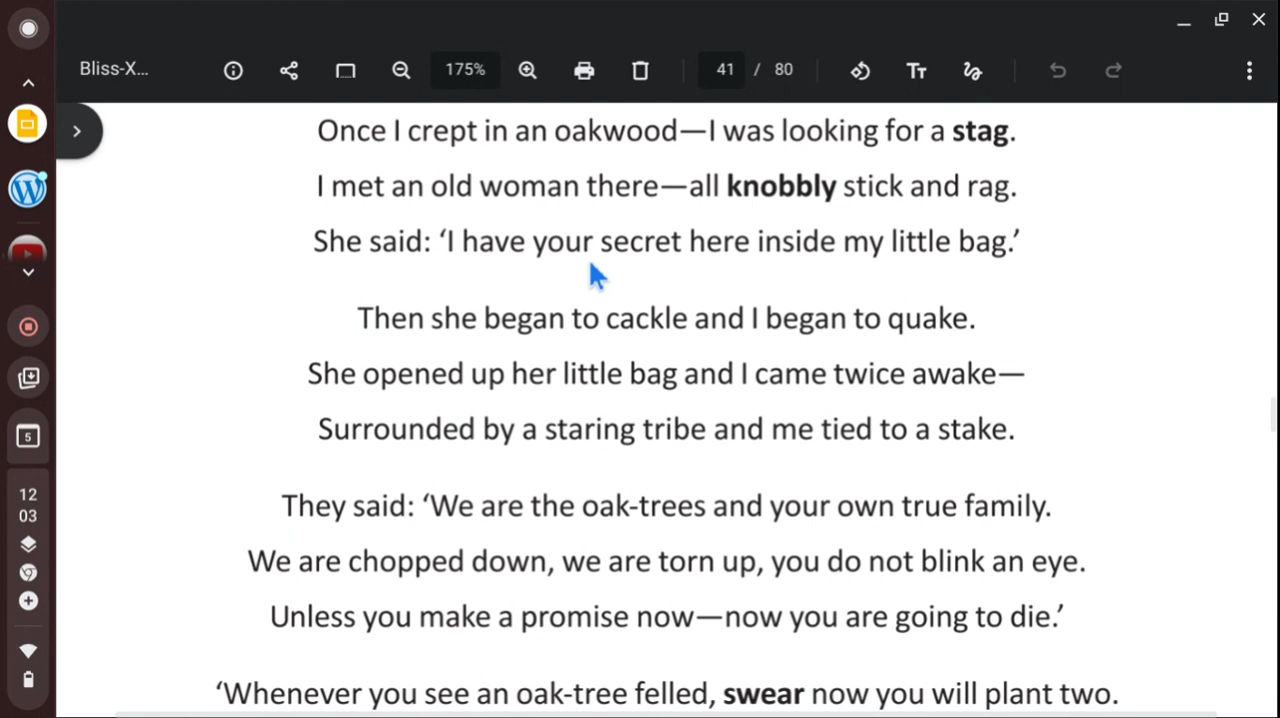 Bliss-X...
175%
41 / 80
Once I crept in an oakwood—I was looking for a stag.
I met an old woman there—all knobbly stick and rag.
She said: ‘I have your secret here inside my little bag.’
Then she began to cackle and I began to quake.
She opened up her little bag and I came twice awake—
Surrounded by a staring tribe and me tied to a stake.
They said: ‘We are the oak-trees and your own true family.
We are chopped down, we are torn up, you do not blink an eye.
Unless you make a promise now—now you are going to die.’
‘Whenever you see an oak-tree felled, swear now you will plant two.
5
12
03